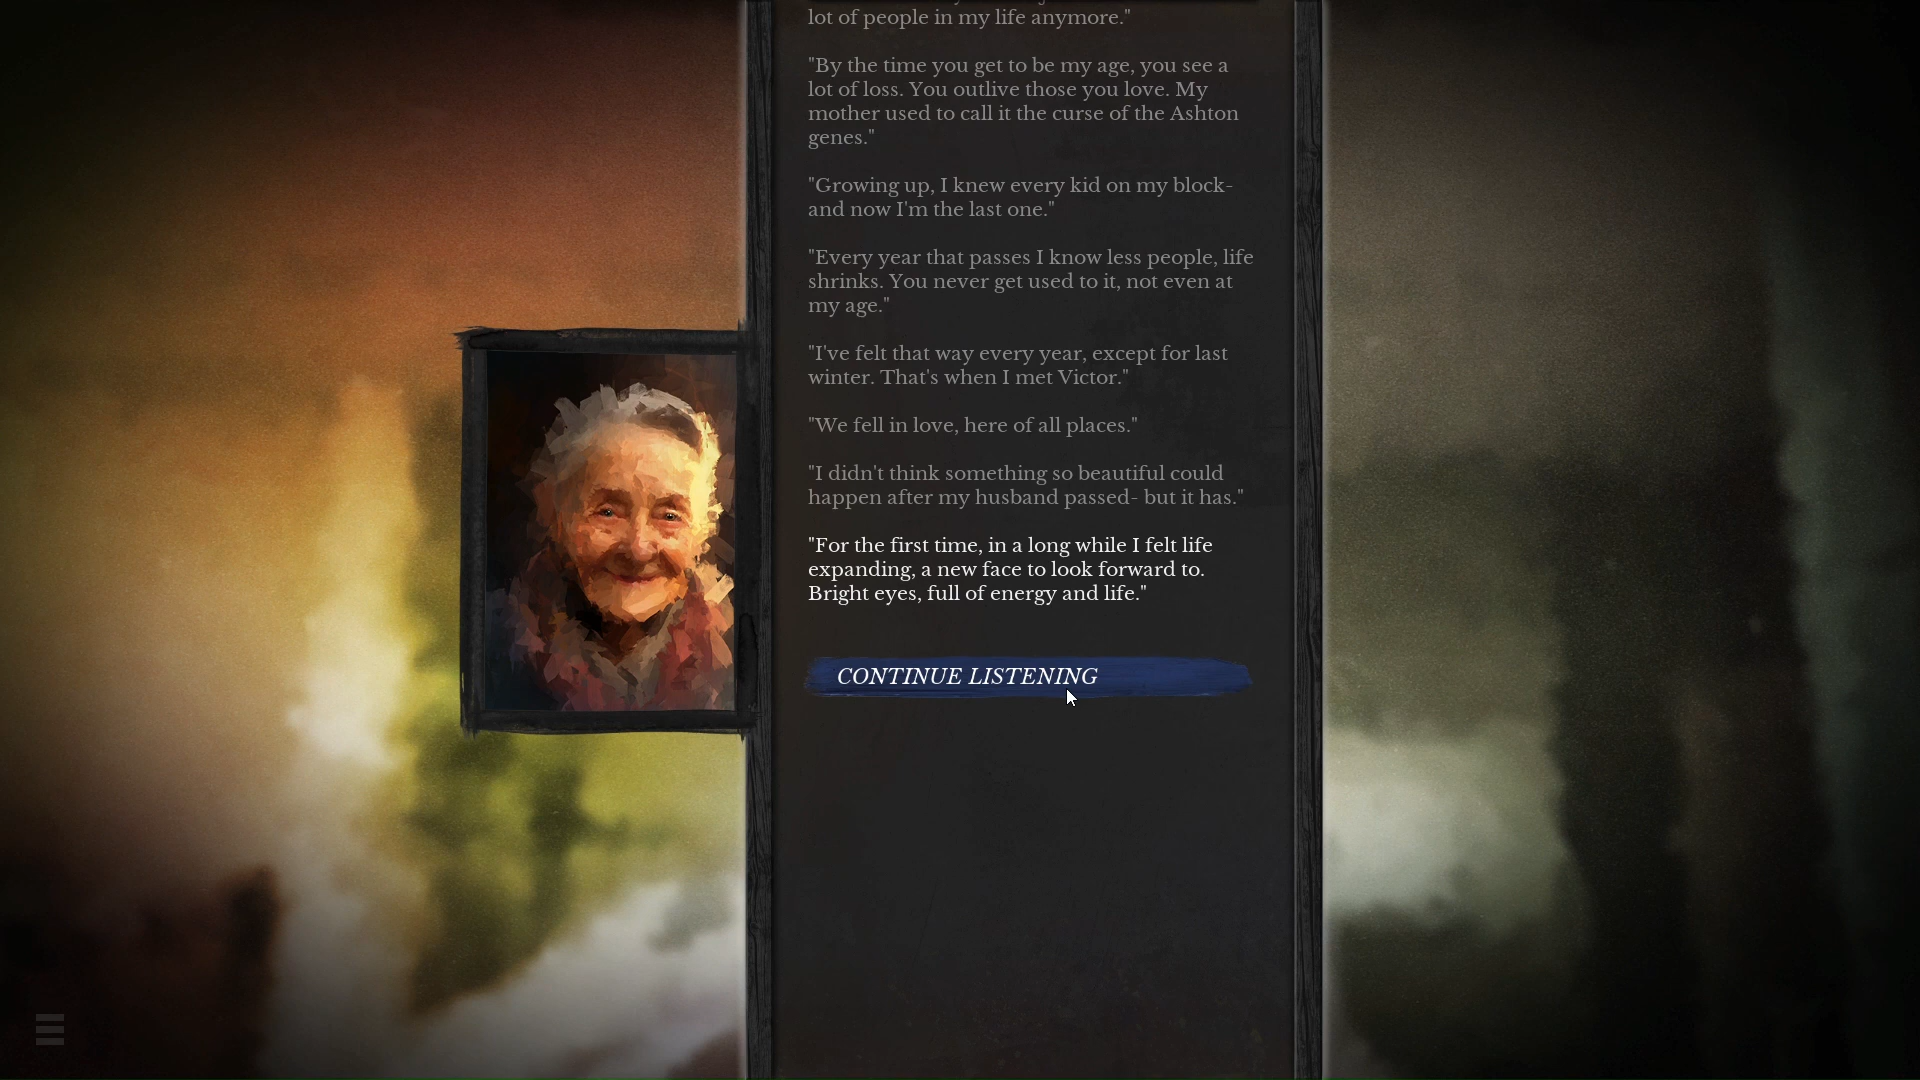 lot of people in my life anymore."
"By the time you get to be my age, you see a
lot of loss. You outlive those you love. My
mother used to call it the curse of the Ashton
genes."
"Growing up, I knew every kid on my block-
and now I'm the last one."
"Every year that passes I know less people, life
shrinks. You never get used to it, not even at
my age."
"I've felt that way every year, except for last
winter. That's when I met Victor."
"We fell in love, here of all places."
"I didn't think something so beautiful could
happen after my husband passed- but it has."
"For the first time, in a long while I felt life
expanding, a new face to look forward to.
Bright eyes, full of energy and life."
CONTINUE LISTENING